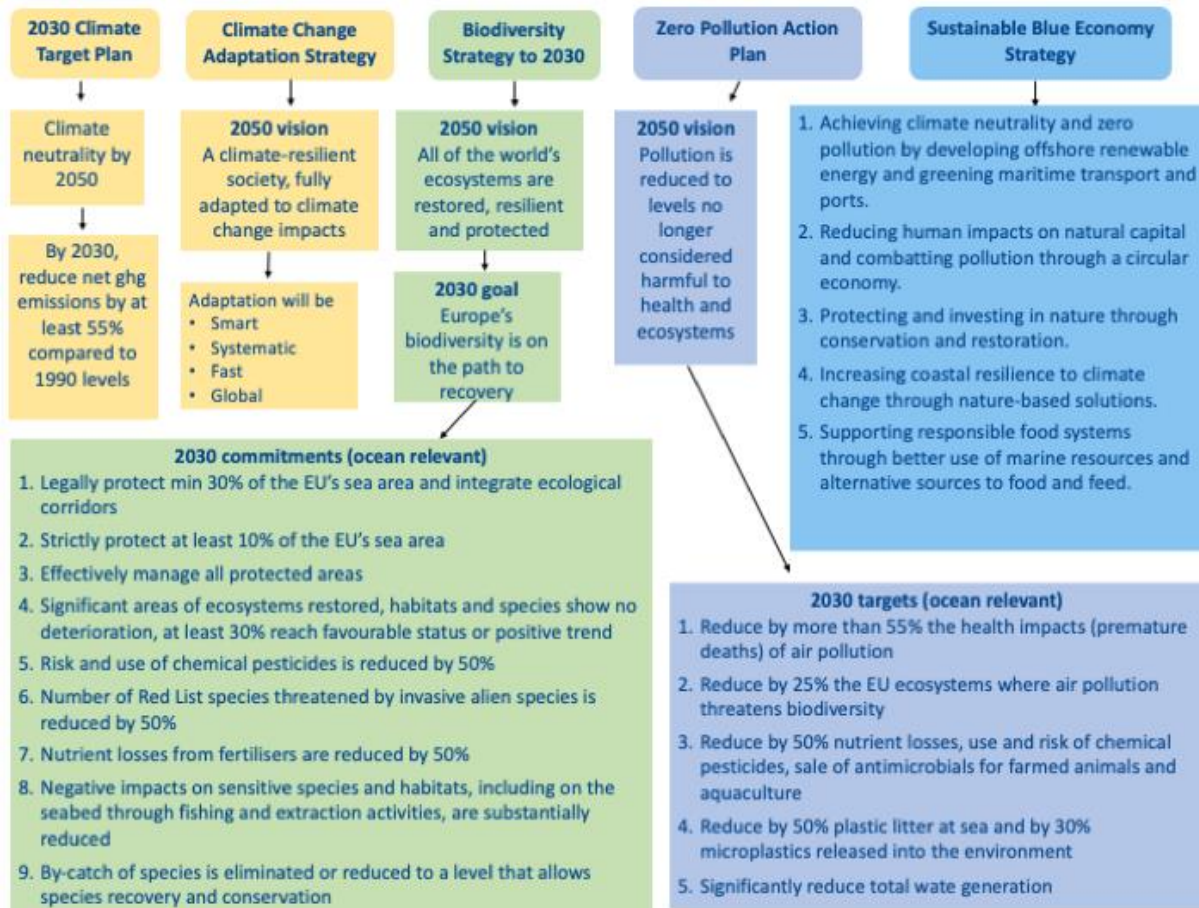 2030 Climate
Target Plan
Climate
neutrality by
2050
By 2030,
reduce net ghg
emissions by at
least 55%
compared to
1990 levels
Climate Change
Adaptation Strategy
2050 vision
A climate-resilient
society, fully
adapted to climate
change impacts
Adaptation will be
• Smart
• Systematic
• Fast
• Global
Biodiversity
Strategy to 2030
2050 vision
All of the world's
ecosystems are
restored, resilient
and protected
2030 goal
Europe's
biodiversity is on
the path to
recovery
2030 commitments (ocean relevant)
1. Legally protect min 30% of the EU's sea area and integrate ecological
corridors
2. Strictly protect at least 10% of the EU's sea area
3. Effectively manage all protected areas
4. Significant areas of ecosystems restored, habitats and species show no
deterioration, at least 30% reach favourable status or positive trend
5. Risk and use of chemical pesticides is reduced by 50%
6. Number of Red List species threatened by invasive alien species is
reduced by 50%
7. Nutrient losses from fertilisers are reduced by 50%
8. Negative impacts on sensitive species and habitats, including on the
seabed through fishing and extraction activities, are substantially
reduced
9. By-catch of species is eliminated or reduced to a level that allows
species recovery and conservation
Zero Pollution Action
Plan
2050 vision
Pollution is
reduced to
levels no
longer
considered
harmful to
health and
ecosystems
2030 targets (ocean relevant)
1. Reduce by more than 55% the health impacts (premature
deaths) of air pollution
2. Reduce by 25% the EU ecosystems where air pollution
threatens biodiversity
3. Reduce by 50% nutrient losses, use and risk of chemical
pesticides, sale of antimicrobials for farmed animals and
aquaculture
4. Reduce by 50% plastic litter at sea and by 30%
microplastics released into the environment
5. Significantly reduce total wate generation
Sustainable Blue Economy
Strategy
1. Achieving climate neutrality and zero
pollution by developing offshore renewable
energy and greening maritime transport and
ports.
2. Reducing human impacts on natural capital
and combatting pollution through a circular
economy.
3. Protecting and investing in nature through
conservation and restoration.
4. Increasing coastal resilience to climate
change through nature-based solutions.
5. Supporting responsible food systems
through better use of marine resources and
alternative sources to food and feed.